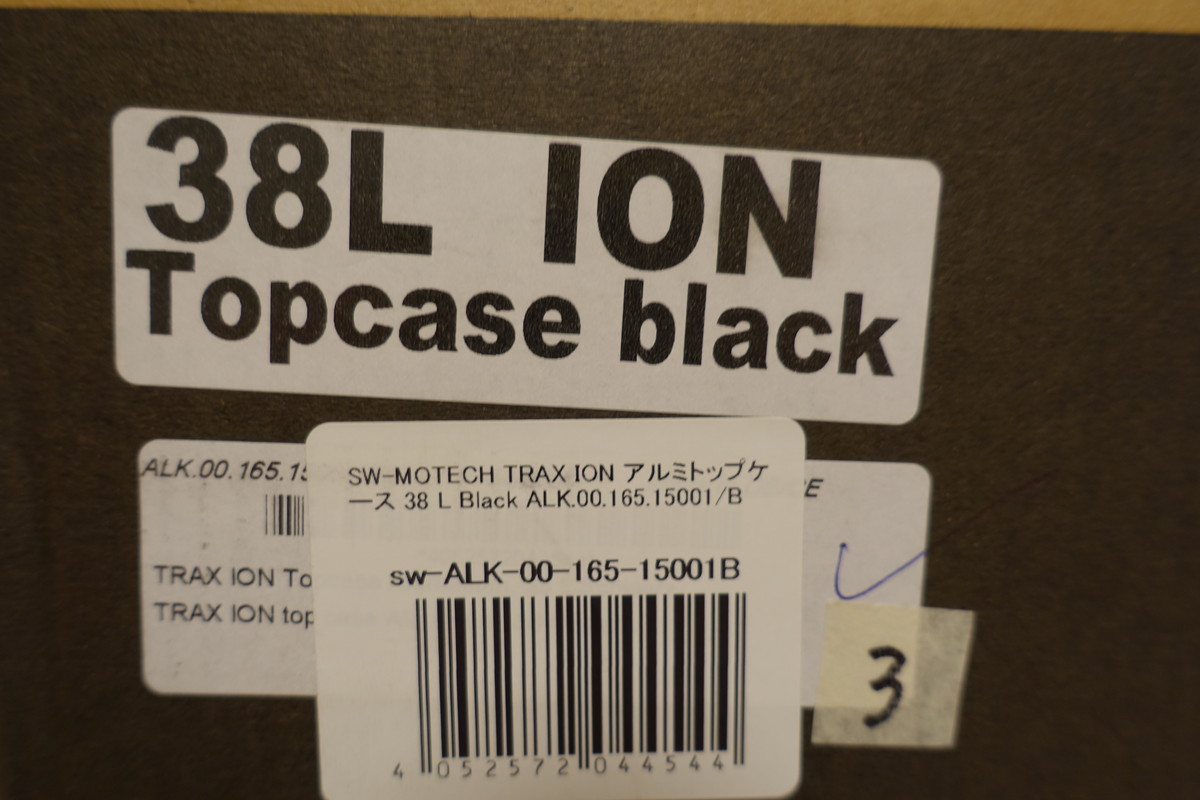 38L ION
Topcase black
ALK.00.165.15
SW-MOTECH TRAX ION アルミトップケ
ース 38 L Black ALK.00.165.15001/B
sw-ALK-00-165-15001B
TRAX ION To
TRAX ION top
4 052572 044544
3